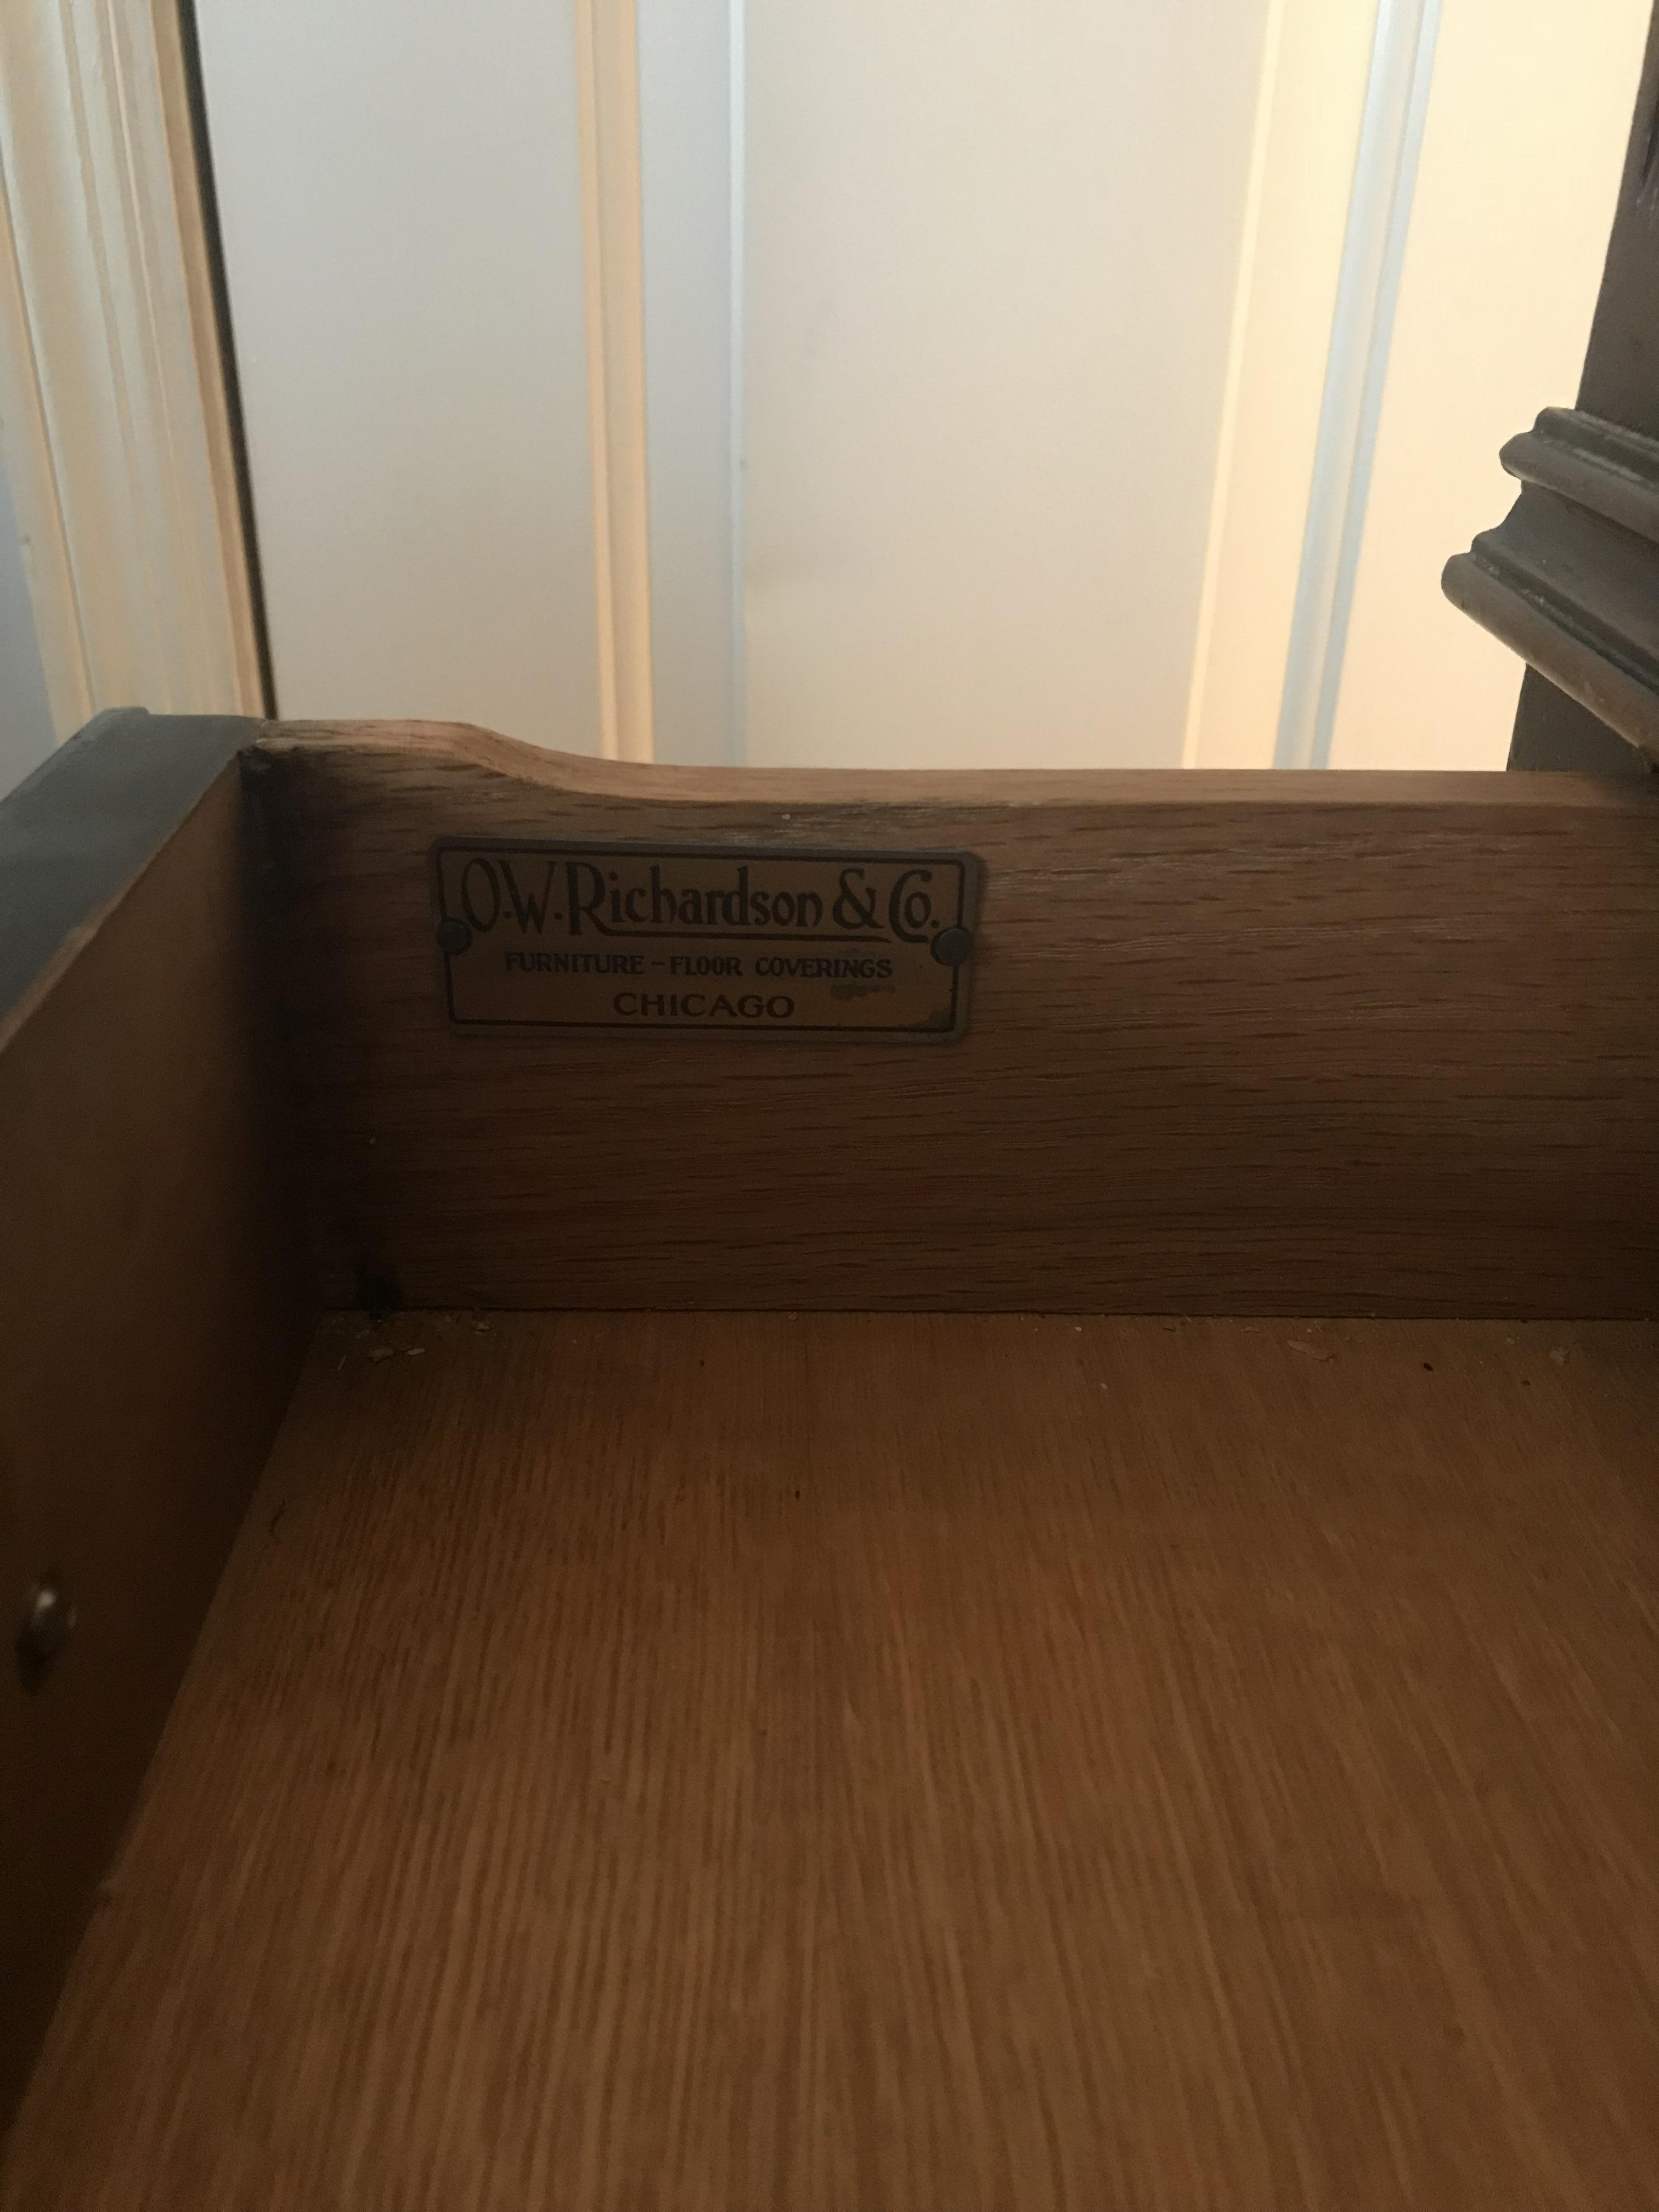 O.W. Richardson & Co.
FURNITURE - FLOOR COVERINGS
CHICAGO